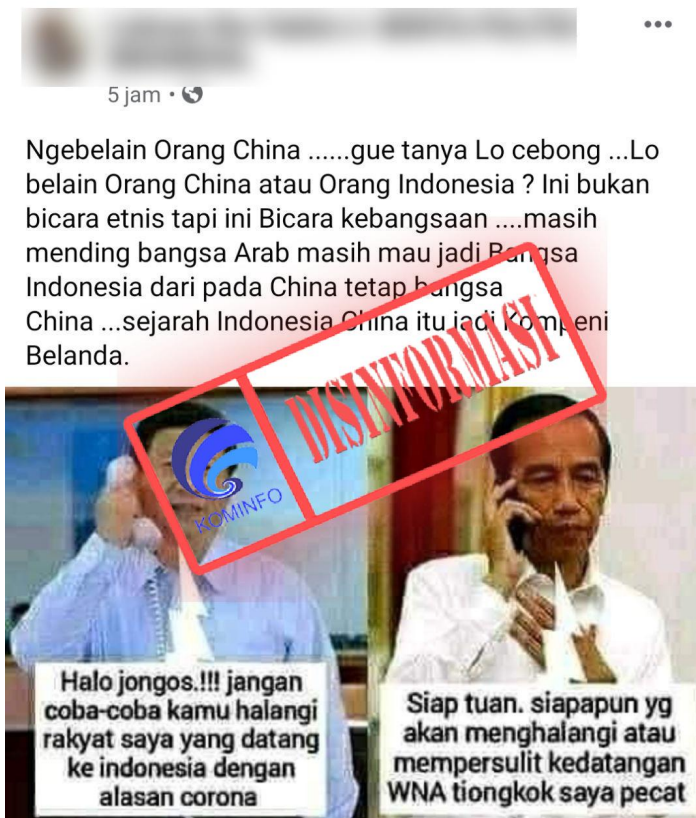 5 jam
Ngebelain Orang China ......gue tanya Lo cebong ...Lo
belain Orang China atau Orang Indonesia ? Ini bukan
bicara etnis tapi ini Bicara kebangsaan ....masih
mending bangsa Arab masih mau jadi Bangsa
Indonesia dari pada China tetap bangsa
China ...sejarah Indonesia China itu jadi Kompeni
Belanda.
DISINFORMASI
KOMINFO
Halo jongos.!!! jangan
coba-coba kamu halangi
rakyat saya yang datang
ke indonesia dengan
alasan corona
Siap tuan. siapapun yg
akan menghalangi atau
mempersulit kedatangan
WNA tiongkok saya pecat